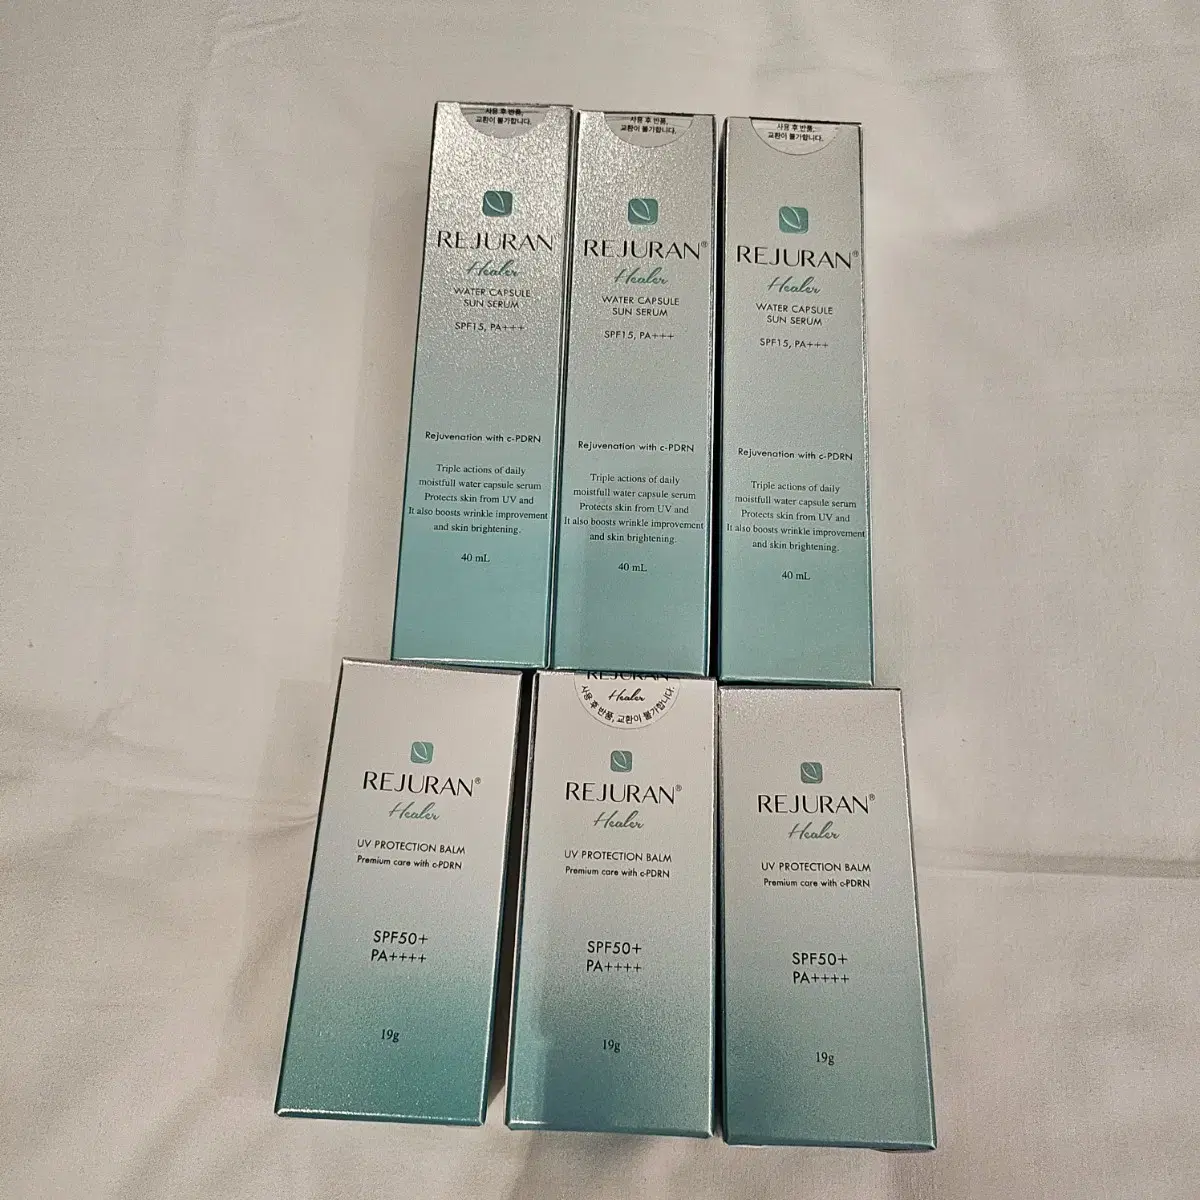 사용 후 반품,
교환이 불가합니다.
REJURAN
Healer
WATER CAPSULE
SUN SERUM
SPF15, PA+++
Rejuvenation with c-PDRN
Triple actions of daily
moistfull water capsule serum
Protects skin from UV and
It also boosts wrinkle improvement
and skin brightening.
40 mL
사용 후 반품,
교환이 불가합니다.
REJURAN®
Healer
WATER CAPSULE
SUN SERUM
SPF15, PA+++
Rejuvenation with c-PDRN
Triple actions of daily
moistfull water capsule serum
Protects skin from UV and
It also boosts wrinkle improvement
and skin brightening.
40 mL
사용 후 반품,
교환이 불가합니다.
REJURAN®
Healer
WATER CAPSULE
SUN SERUM
SPF15, PA+++
Rejuvenation with c-PDRN
Triple actions of daily
moistfull water capsule serum
Protects skin from UV and
It also boosts wrinkle improvement
and skin brightening.
40 mL
REJURAN®
Healer
UV PROTECTION BALM
Premium care with c-PDRN
SPF50+
PA++++
19g
REJURAN
Healer
사용 후 반품, 교환이 불가합니다.
REJURAN®
Healer
UV PROTECTION BALM
Premium care with c-PDRN
SPF50+
PA++++
19g
REJURAN®
Healer
UV PROTECTION BALM
Premium care with c-PDRN
SPF50+
PA++++
19g